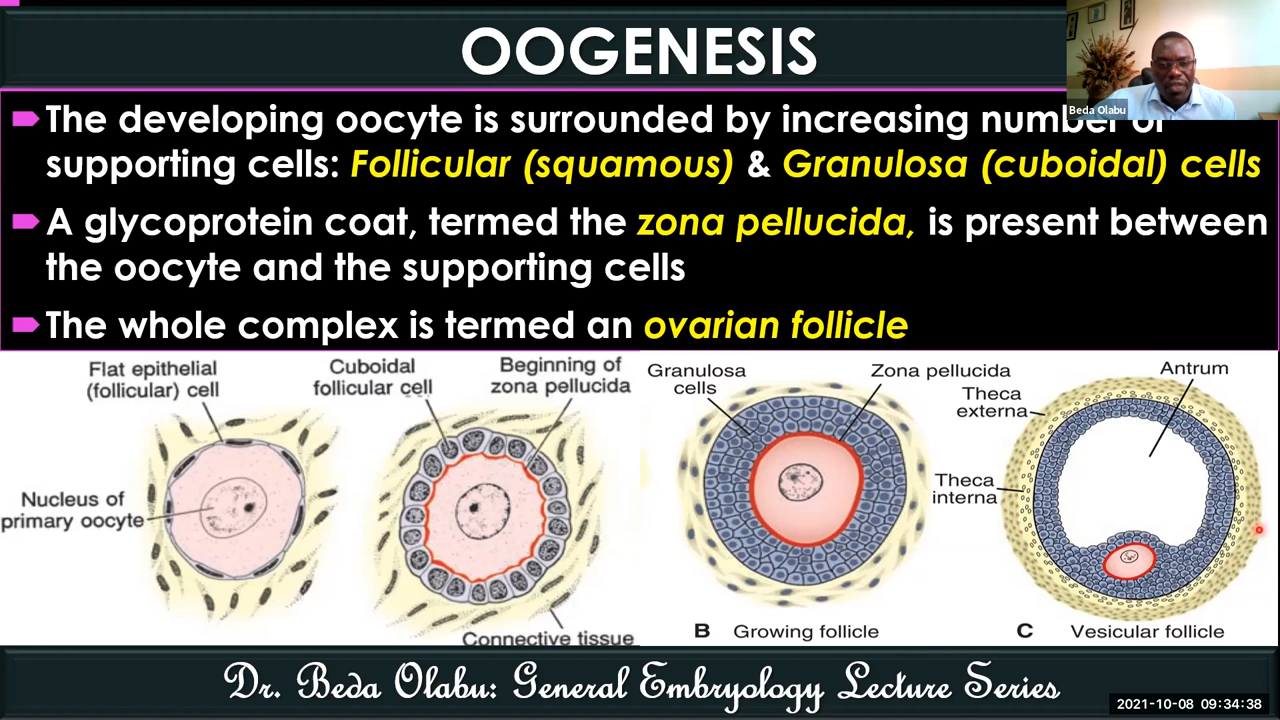 OOGENESIS
Beda Olabu
The developing oocyte is surrounded by increasing number of
supporting cells: Follicular (squamous) & Granulosa (cuboidal) cells
A glycoprotein coat, termed the zona pellucida, is present between
the oocyte and the supporting cells
The whole complex is termed an ovarian follicle
Flat epithelial
(follicular) cell
Cuboidal
follicular cell
Beginning of
zona pellucida
Nucleus of
primary oocyte
Connective tissue
Granulosa
cells
Zona pellucida
B Growing follicle
Antrum
Theca
externa
Theca
interna
C Vesicular follicle
Dr. Beda Olabu: General Embryology Lecture Series
2021-10-08 09:34:38